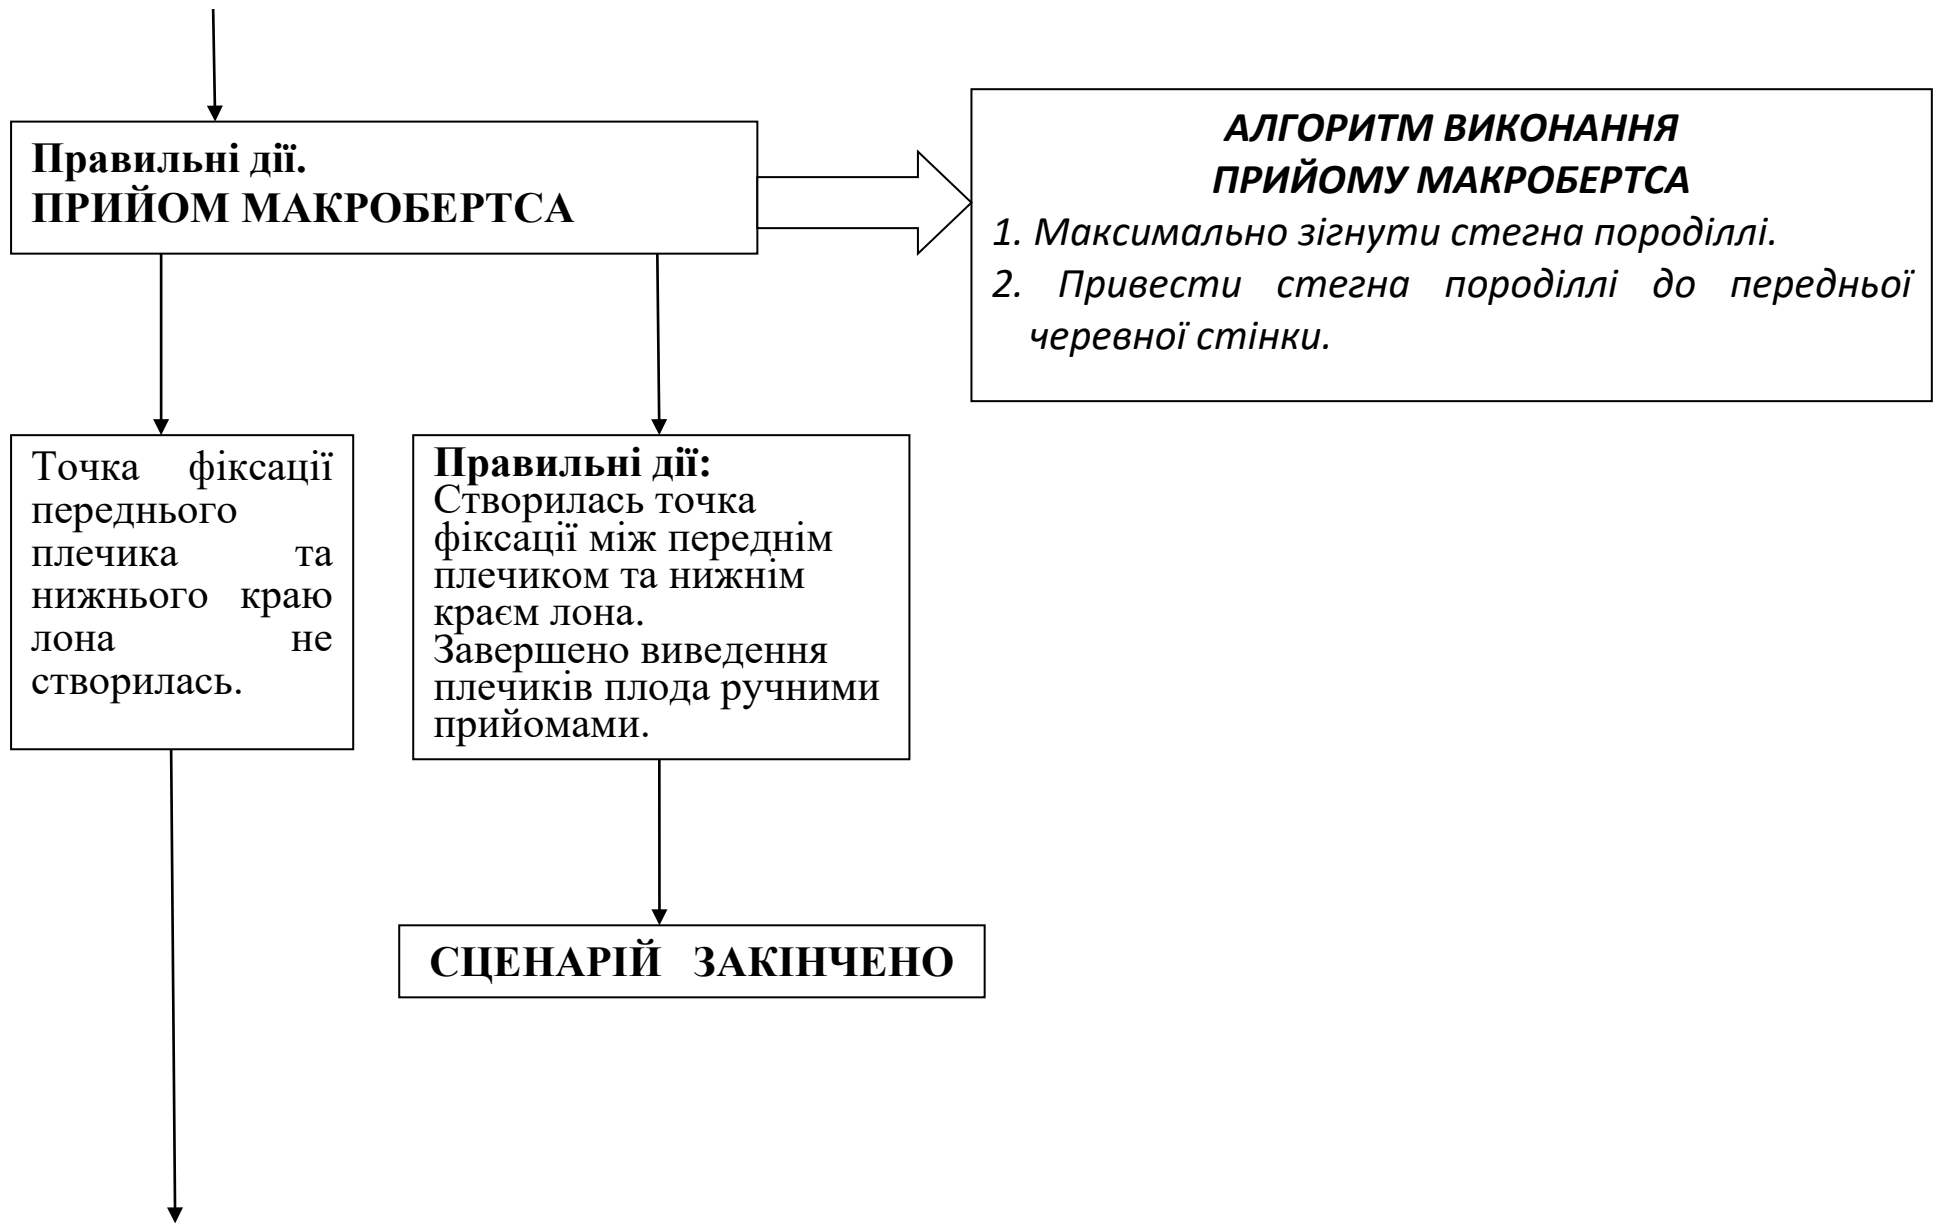 Правильні дії.
ПРИЙОМ МАКРОБЕРТСА
АЛГОРИТМ ВИКОНАННЯ
ПРИЙОМУ МАКРОБЕРТСА
1. Максимально зігнути стегна породіллі.
2. Привести стегна породіллі до передньої
черевної стінки.
Точка фіксації
переднього
плечика та
нижнього краю
лона не
створилась.
Правильні дії:
Створилась точка
фіксації між переднім
плечиком та нижнім
краєм лона.
Завершено виведення
плечиків плода ручними
прийомами.
СЦЕНАРІЙ ЗАКІНЧЕНО